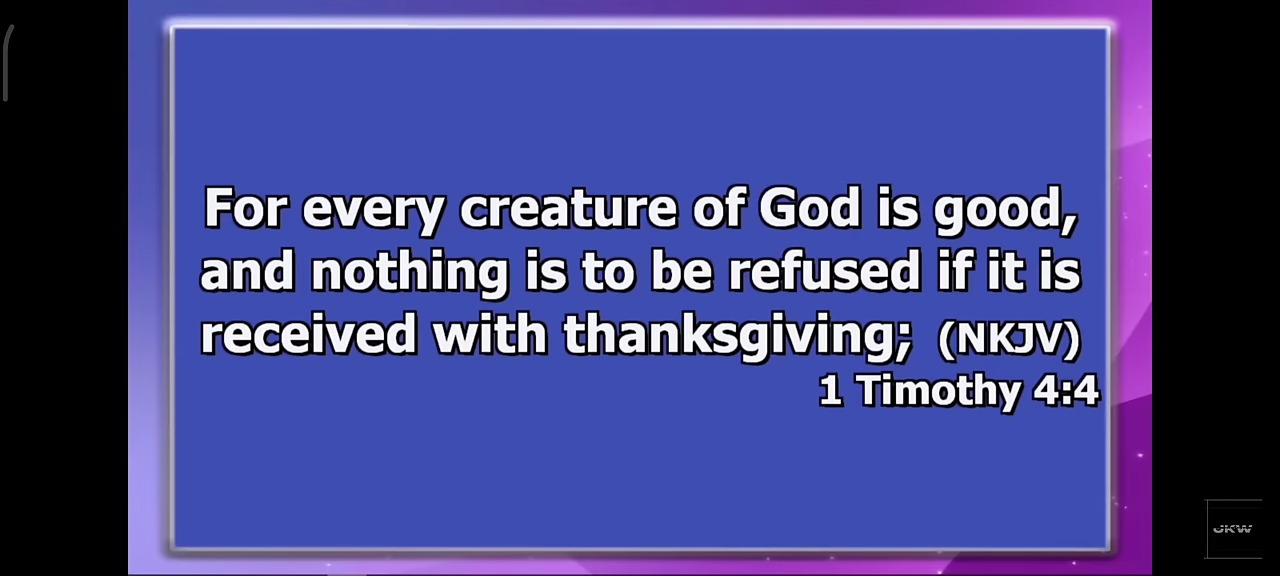 For every creature of God is good,
and nothing is to be refused if it is
received with thanksgiving; (NKJV)
1 Timothy 4:4
JKW